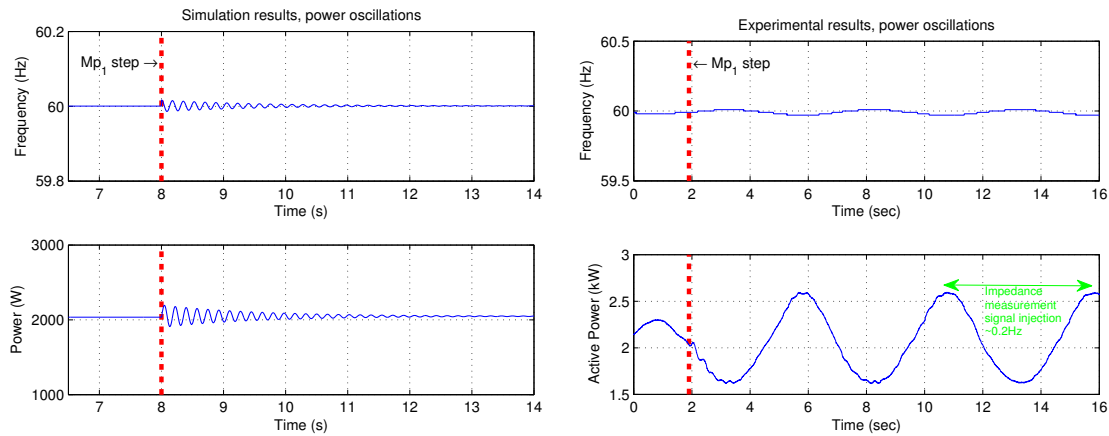 Simulation results, power oscillations
60.2
60
59.8
Frequency (Hz)
Mp1 step →
7 8 9 10 11 12 13 14
Time (s)
3000
2000
1000
Power (W)
7 8 9 10 11 12 13 14
Time (s)
Experimental results, power oscillations
60.5
60
59.5
Frequency (Hz)
← Mp1 step
0 2 4 6 8 10 12 14 16
Time (sec)
3
2.5
2
1.5
Active Power (kW)
Impedance
measurement
signal injection
~0.2Hz
0 2 4 6 8 10 12 14 16
Time (sec)